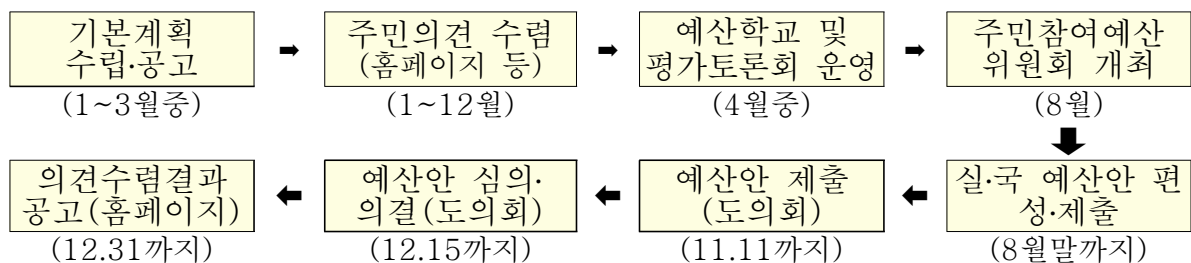 기본계획
수립·공고
(1~3월중)
➡
주민의견 수렴
(홈페이지 등)
(1~12월)
➡
예산학교 및
평가토론회 운영
(4월중)
➡
주민참여예산
위원회 개최
(8월)
⬇
실·국 예산안 편
성·제출
(8월말까지)
⬅
예산안 제출
(도의회)
(11.11까지)
⬅
예산안 심의·
의결(도의회)
(12.15까지)
⬅
의견수렴결과
공고(홈페이지)
(12.31까지)